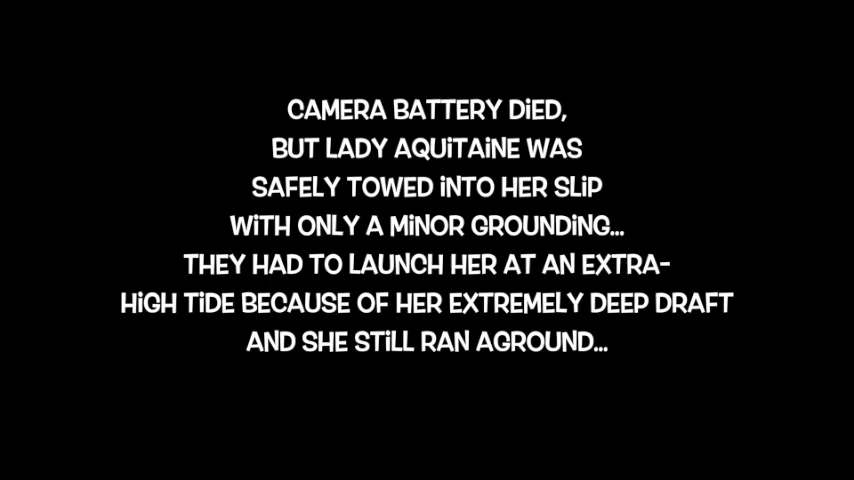 CAMERA BATTERY DiED,
BUT LADY AQUiTAiNE WAS
SAFELY TOWED iNTO HER SLiP
WiTH ONLY A MiNOR GROUNDiNG...
THEY HAD TO LAUNCH HER AT AN EXTRA-
HiGH TiDE BECAUSE OF HER EXTREMELY DEEP DRAFT
AND SHE STiLL RAN AGROUND...